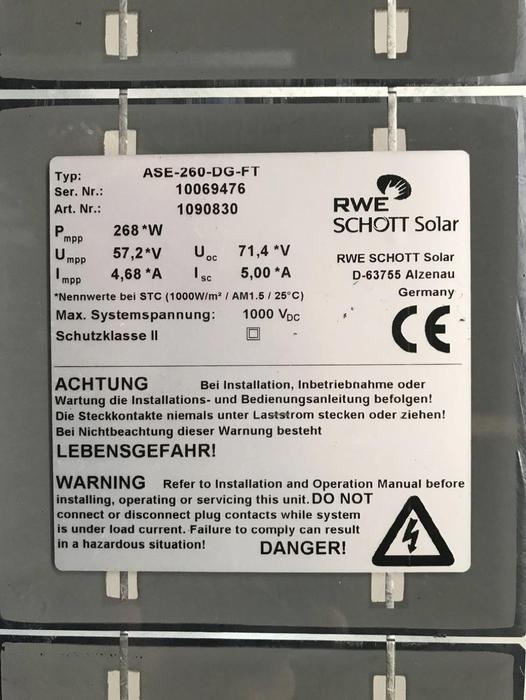 Typ: ASE-260-DG-FT
Ser. Nr.: 10069476
Art. Nr.: 1090830
RWE
SCHOTT Solar
Pmpp 268 *W
Umpp 57,2*V Uoc 71,4 *V
Impp 4,68 *A Isc 5,00 *A
RWE SCHOTT Solar
D-63755 Alzenau
Germany
*Nennwerte bei STC (1000W/m² / AM1.5 / 25°C)
Max. Systemspannung: 1000 VDC
Schutzklasse II
CE
ACHTUNG Bei Installation, Inbetriebnahme oder
Wartung die Installations- und Bedienungsanleitung befolgen!
Die Steckkontakte niemals unter Laststrom stecken oder ziehen!
Bei Nichtbeachtung dieser Warnung besteht
LEBENSGEFAHR!
WARNING Refer to Installation and Operation Manual before
installing, operating or servicing this unit. DO NOT
connect or disconnect plug contacts while system
is under load current. Failure to comply can result
in a hazardous situation! DANGER!